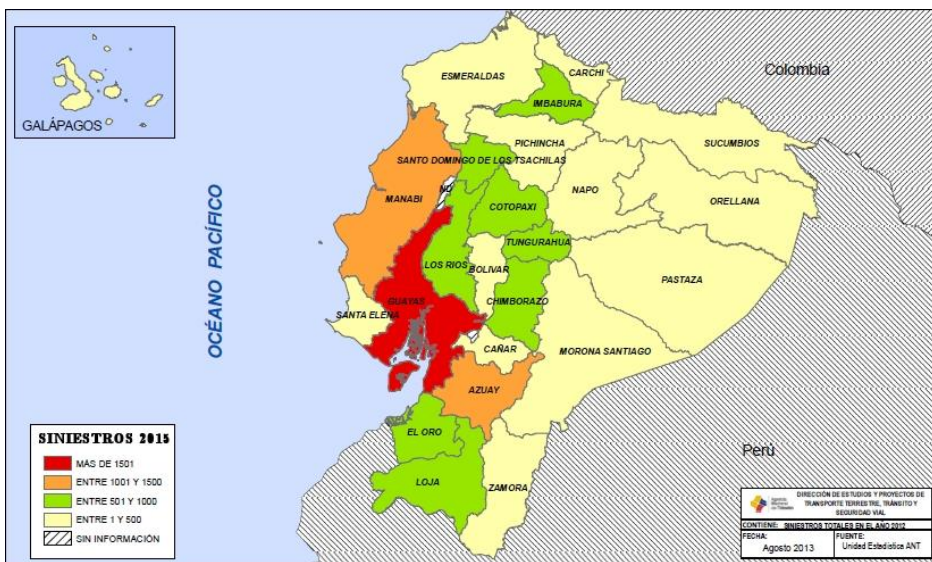 GALÁPAGOS
Colombia
ESMERALDAS
CARCHI
IMBABURA
PICHINCHA
SUCUMBIOS
SANTO DOMINGO DE LOS TSACHILAS
MANABI
ND
NAPO
ORELLANA
COTOPAXI
TUNGURAHUA
LOS RIOS
BOLIVAR
PASTAZA
GUAYAS
CHIMBORAZO
SANTA ELENA
CAÑAR
MORONA SANTIAGO
AZUAY
EL ORO
LOJA
ZAMORA
OCÉANO PACÍFICO
Perú
SINIESTROS 2015
MÁS DE 1501
ENTRE 1001 Y 1500
ENTRE 501 Y 1000
ENTRE 1 Y 500
SIN INFORMACIÓN
DIRECCIÓN DE ESTUDIOS Y PROYECTOS DE
TRANSPORTE TERRESTRE, TRÁNSITO Y
SEGURIDAD VIAL
CONTIENE: SINIESTROS TOTALES EN EL AÑO 2012
FECHA:
Agosto 2013
FUENTE:
Unidad Estadística ANT